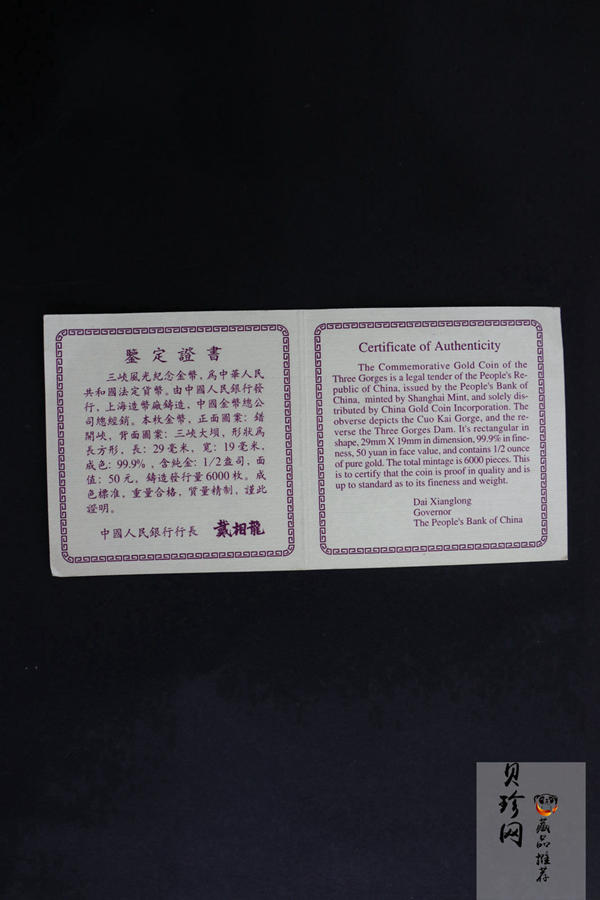 鑒定證書
三峽風光紀念金幣,爲中華人民
共和國法定貨幣。由中國人民銀行發
行,上海造幣廠鑄造,中國金幣總公
司總經銷。本枚金幣,正面圖案:錯
開峽,背面圖案:三峽大壩,形狀爲
長方形,長:29毫米,寬:19毫米,
成色:99.9%,含純金:1/2盎司,面
值:50元,鑄造發行量6000枚。成
色標准,重量合格,質量精制,謹此
證明。
中國人民銀行行長 戴相龍
Certificate of Authenticity
The Commemorative Gold Coin of the
Three Gorges is a legal tender of the People's Re-
public of China, issued by the People's Bank of
China, minted by Shanghai Mint, and solely dis-
tributed by China Gold Coin Incorporation. The
obverse depicts the Cuo Kai Gorge, and the re-
verse the Three Gorges Dam. It's rectangular in
shape, 29mm X 19mm in dimension, 99.9% in fine-
ness, 50 yuan in face value, and contains 1/2 ounce
of pure gold. The total mintage is 6000 pieces. This
is to certify that the coin is proof in quality and is
up to standard as to its fineness and weight.
Dai Xianglong
Governor
The People's Bank of China
貝珍网
藏品推荐